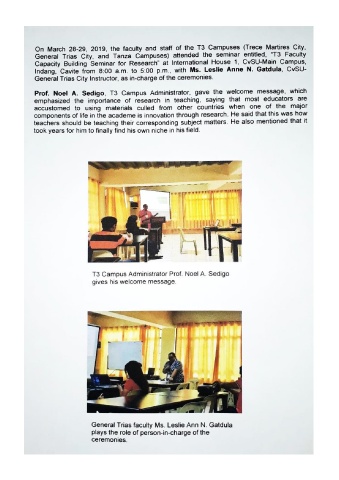 On March 28-29, 2019, the faculty and staff of the T3 Campuses (Trece Martires City,
General Trias City, and Tanza Campuses) attended the seminar entitled, "T3 Faculty
Capacity Building Seminar for Research" at International House 1, CvSU-Main Campus,
Indang, Cavite from 8:00 a.m. to 5:00 p.m., with Ms. Leslie Anne N. Gatdula, CvSU-
General Trias City Instructor, as in-charge of the ceremonies.
Prof. Noel A. Sedigo, T3 Campus Administrator, gave the welcome message, which
emphasized the importance of research in teaching, saying that most educators are
accustomed to using materials culled from other countries when one of the major
components of life in the academe is innovation through research. He said that this was how
teachers should be teaching their corresponding subject matters. He also mentioned that it
took years for him to finally find his own niche in his field.
T3 Campus Administrator Prof. Noel A. Sedigo
gives his welcome message.
General Trias faculty Ms. Leslie Ann N. Gatdula
plays the role of person-in-charge of the
ceremonies.